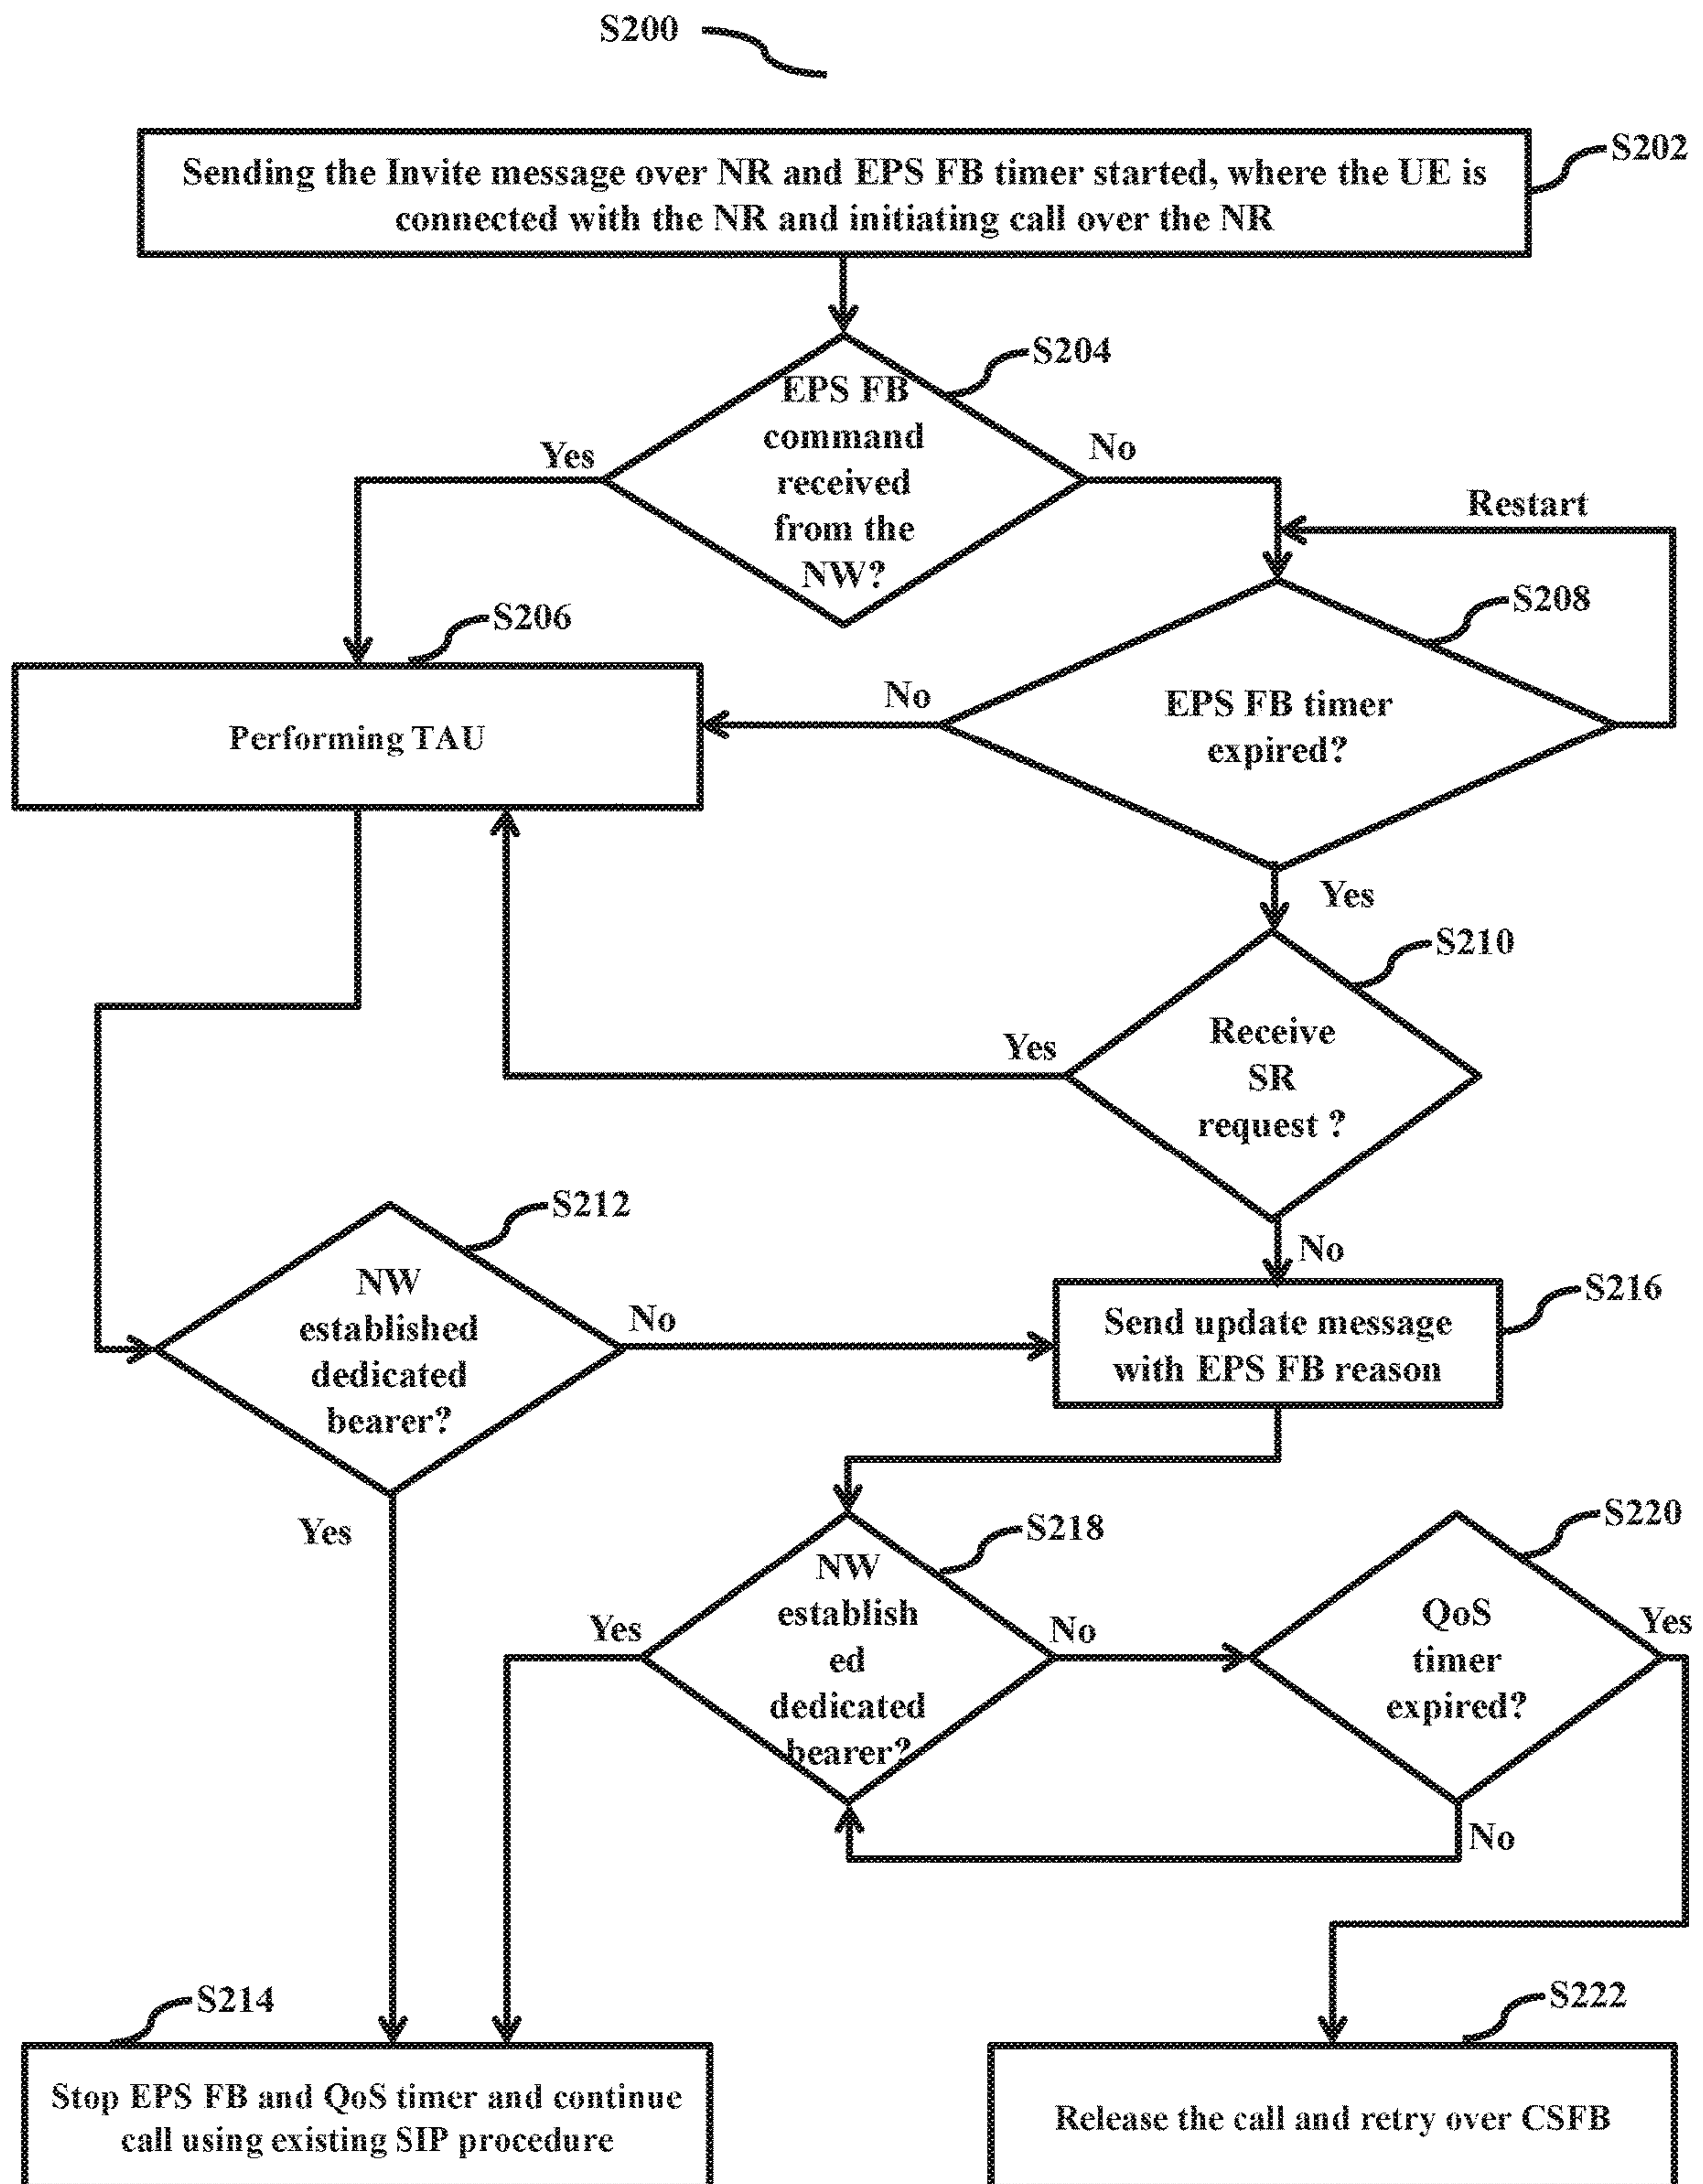 S200
Sending the Invite message over NR and EPS FB timer started, where the UE is
connected with the NR and initiating call over the NR
S202
EPS FB
command
received
from the
NW?
S204
Yes
No
Restart
S206
Performing TAU
S208
No
EPS FB timer
expired?
Yes
S210
Receive
SR
request ?
Yes
No
S212
NW
established
dedicated
bearer?
No
Yes
S216
Send update message
with EPS FB reason
S218
NW
establish
ed
dedicated
bearer?
Yes
No
S220
QoS
timer
expired?
Yes
No
S214
Stop EPS FB and QoS timer and continue
call using existing SIP procedure
S222
Release the call and retry over CSFB